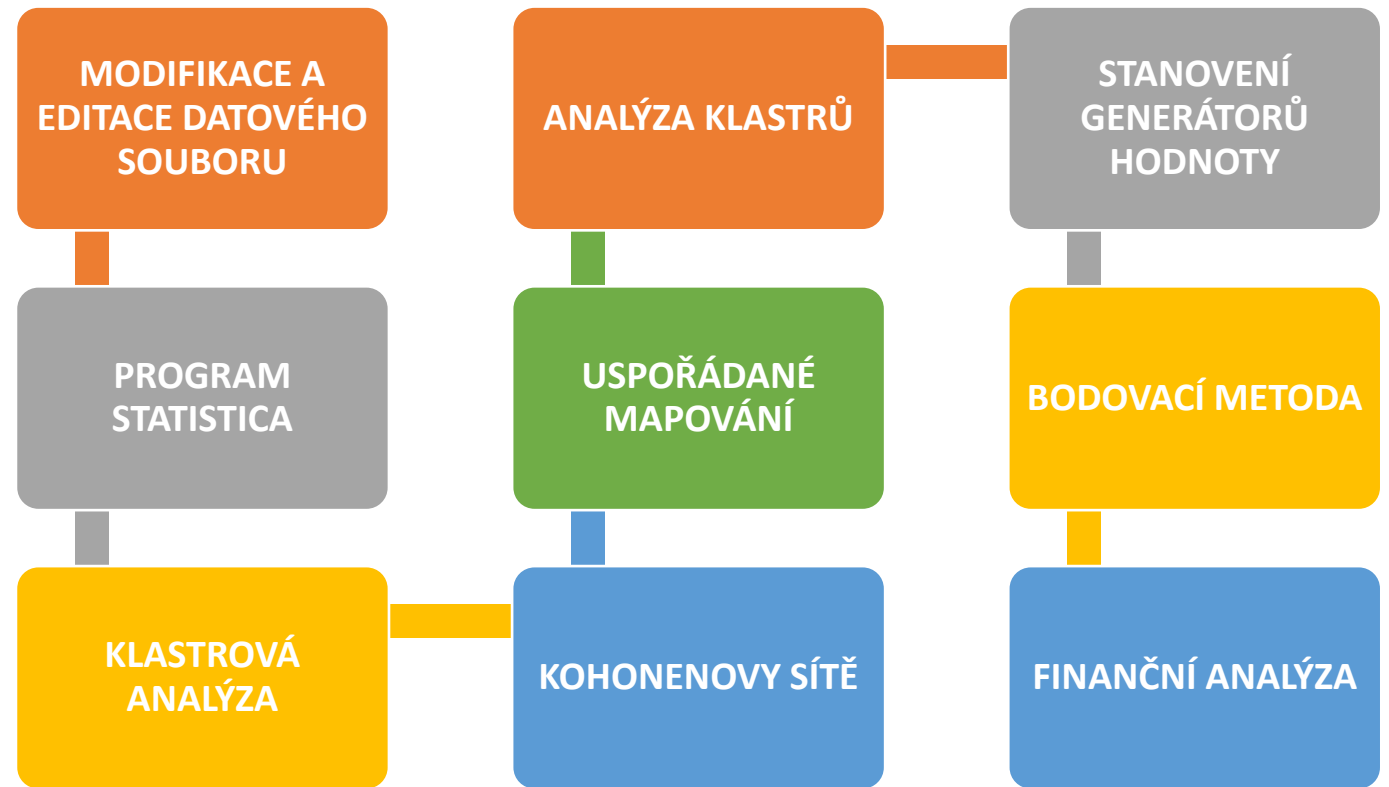 MODIFIKACE A
EDITACE DATOVÉHO
SOUBORU
PROGRAM
STATISTICA
KLASTROVÁ
ANALÝZA
KOHONENOVY SÍTĚ
USPOŘÁDANÉ
MAPOVÁNÍ
ANALÝZA KLASTRŮ
STANOVENÍ
GENERÁTORŮ
HODNOTY
BODOVACÍ METODA
FINANČNÍ ANALÝZA